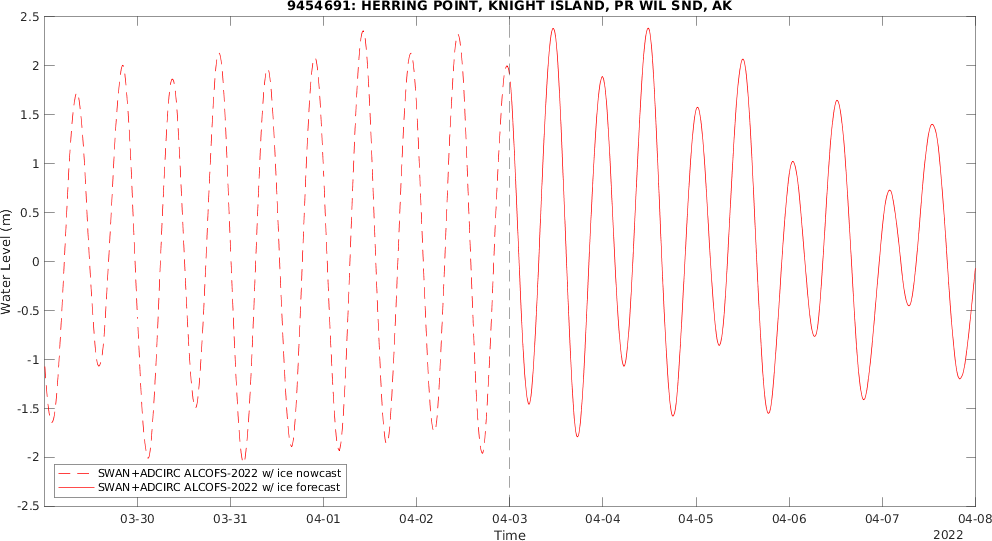 9454691: HERRING POINT, KNIGHT ISLAND, PR WIL SND, AK
2.5
2
1.5
1
0.5
0
-0.5
-1
-1.5
-2
-2.5
Water Level (m)
SWAN+ADCIRC ALCOFS-2022 w/ ice nowcast
SWAN+ADCIRC ALCOFS-2022 w/ ice forecast
03-30 03-31 04-01 04-02 04-03 04-04 04-05 04-06 04-07 04-08
Time
2022